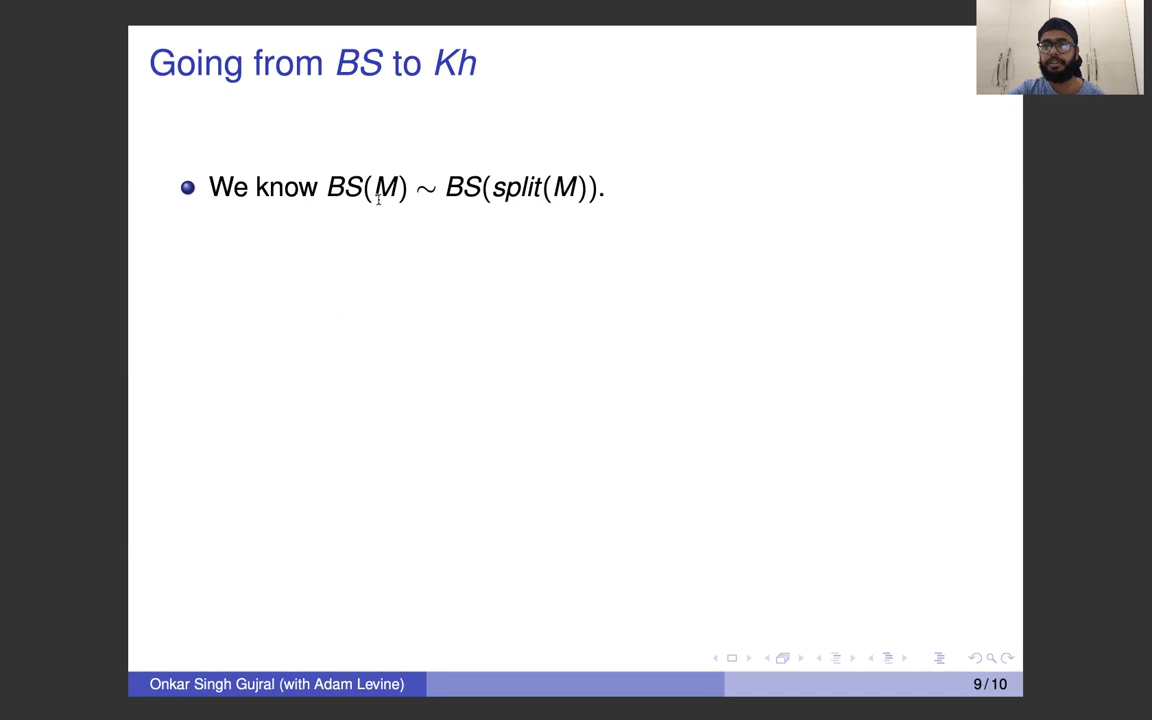 Going from BS to Kh
We know BS(M) ∼ BS(split(M)).
Onkar Singh Gujral (with Adam Levine)
9 / 10